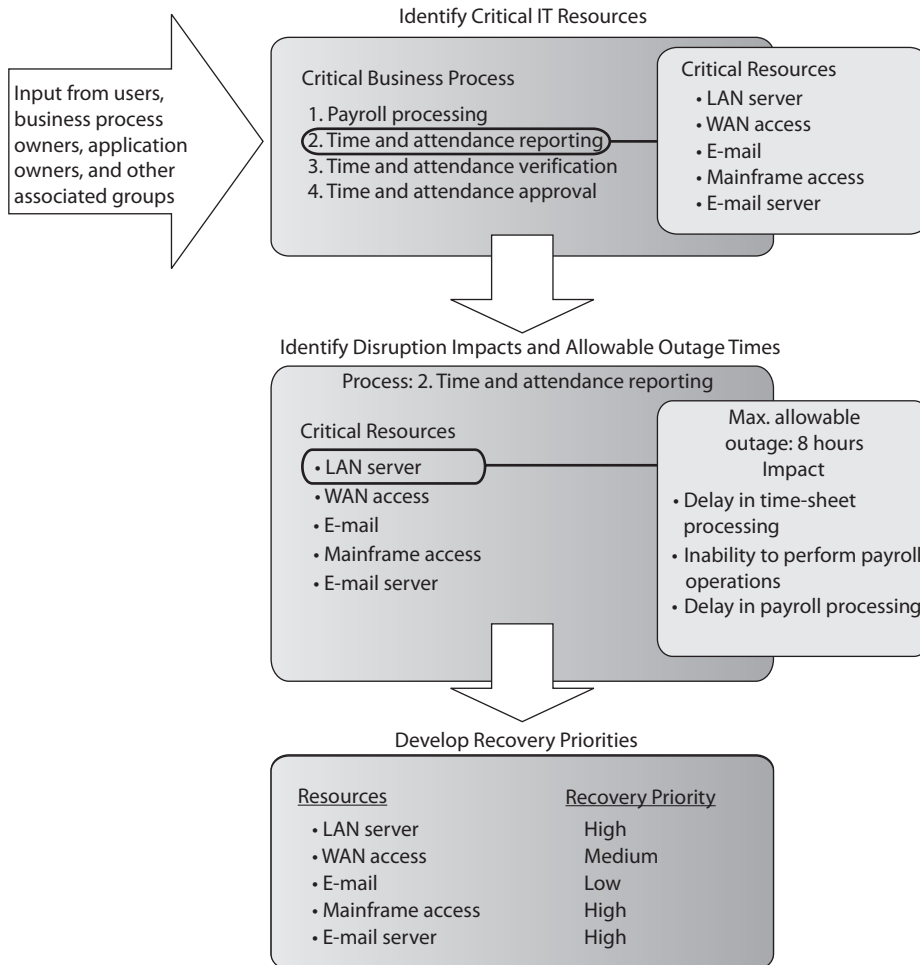 Identify Critical IT Resources
Input from users,
business process
owners, application
owners, and other
associated groups
Critical Business Process
1. Payroll processing
2. Time and attendance reporting
3. Time and attendance verification
4. Time and attendance approval
Critical Resources
• LAN server
• WAN access
• E-mail
• Mainframe access
• E-mail server
Identify Disruption Impacts and Allowable Outage Times
Process: 2. Time and attendance reporting
Critical Resources
• LAN server
• WAN access
• E-mail
• Mainframe access
• E-mail server
Max. allowable
outage: 8 hours
Impact
• Delay in time-sheet
processing
• Inability to perform payroll
operations
• Delay in payroll processing
Develop Recovery Priorities
Resources Recovery Priority
• LAN server High
• WAN access Medium
• E-mail Low
• Mainframe access High
• E-mail server High